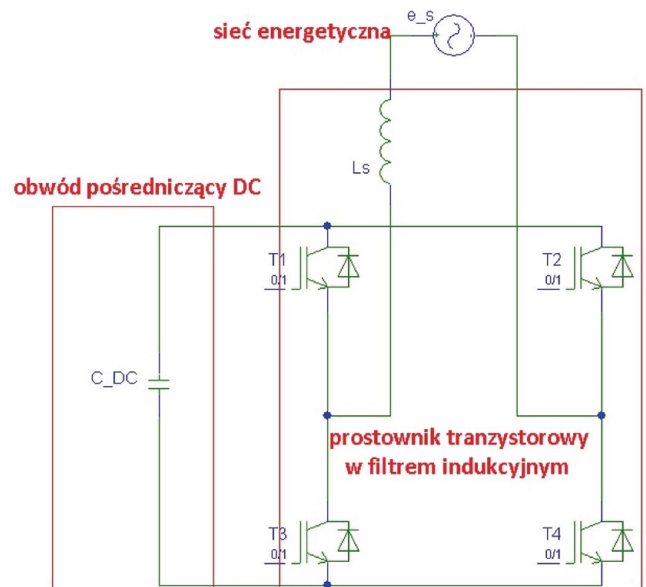 sieć energetyczna
e_s
Ls
obwód pośredniczący DC
T1
0/1
T2
0/1
C_DC
prostownik tranzystorowy
w filtrem indukcyjnym
T3
0/1
T4
0/1